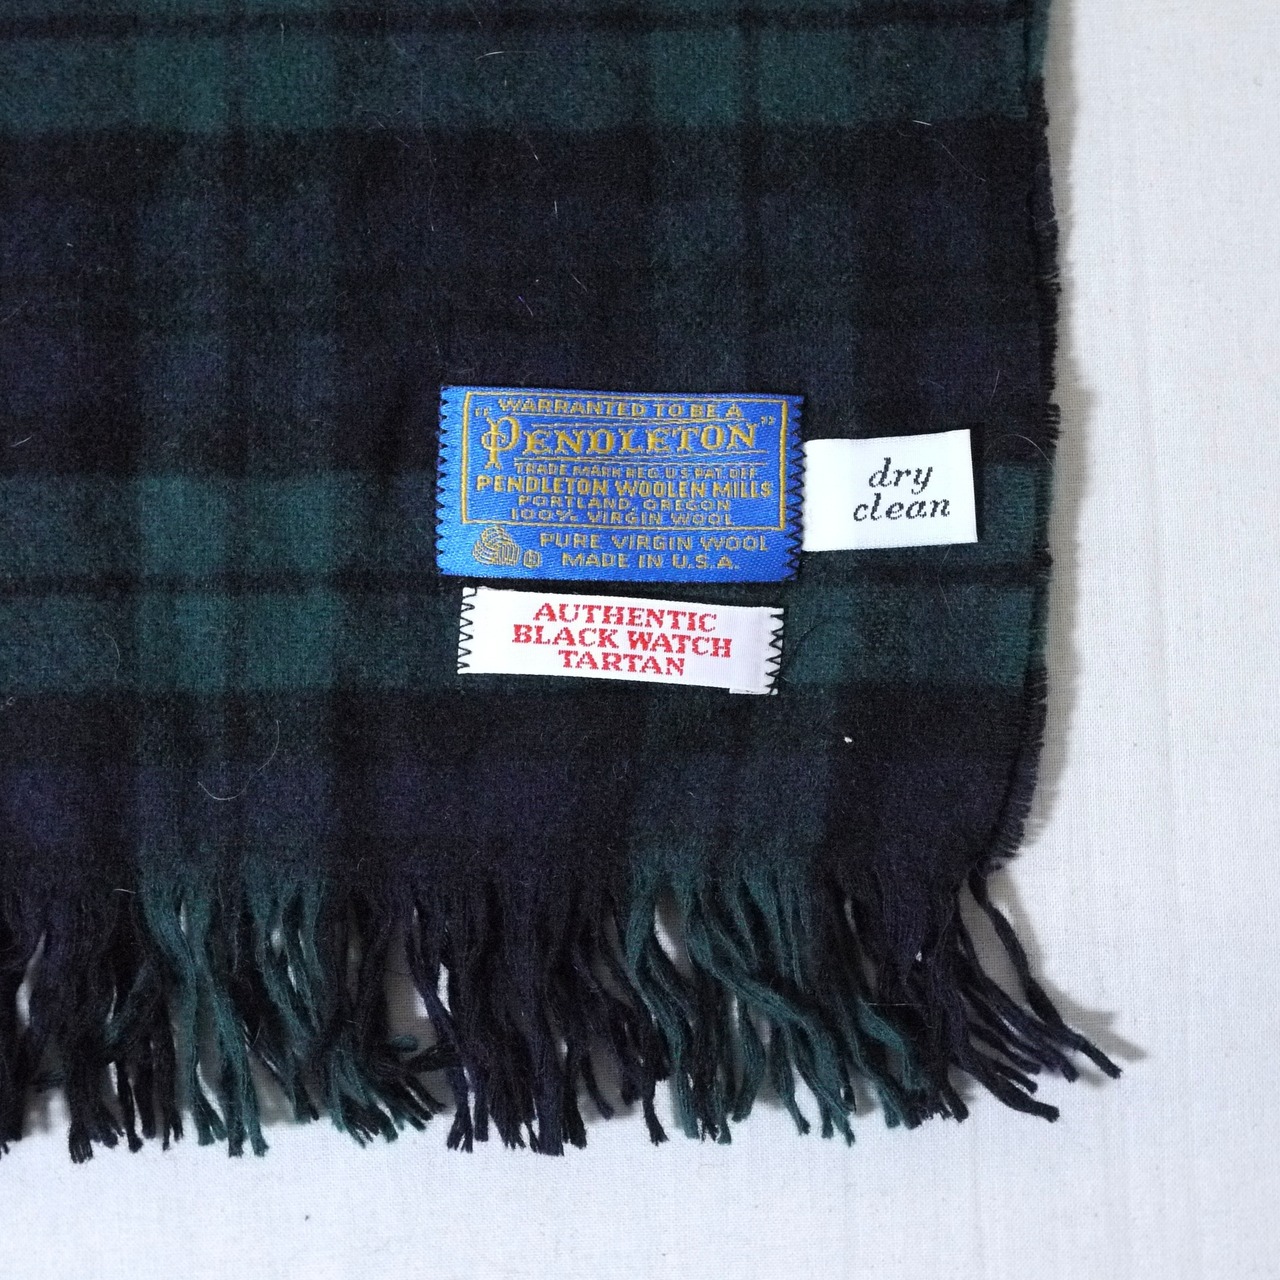 WARRANTED TO BE A
"PENDLETON"
TRADE MARK REG. U.S. PAT. OFF.
PENDLETON WOOLEN MILLS
PORTLAND, OREGON
100% VIRGIN WOOL
PURE VIRGIN WOOL
MADE IN U.S.A.
dry
clean
AUTHENTIC
BLACK WATCH
TARTAN